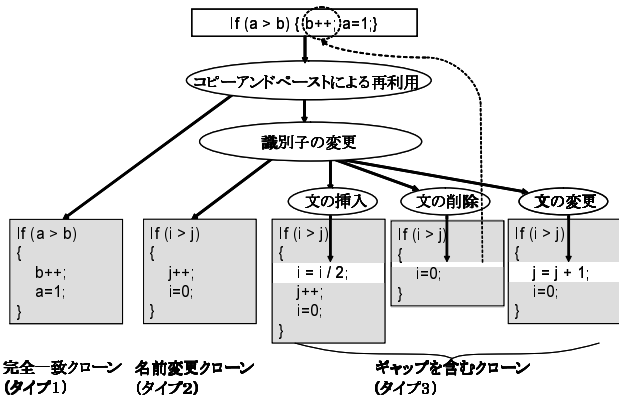 If (a > b) { b++; a=1;}
コピーアンドペーストによる再利用
識別子の変更
文の挿入
文の削除
文の変更
If (a > b)
{
b++;
a=1;
}
If (i > j)
{
j++;
i=0;
}
If (i > j)
{
i = i / 2;
j++;
i=0;
}
If (i > j)
{
i=0;
}
If (i > j)
{
j = j + 1;
i=0;
}
完全一致クローン
(タイプ1)
名前変更クローン
(タイプ2)
ギャップを含むクローン
(タイプ3)